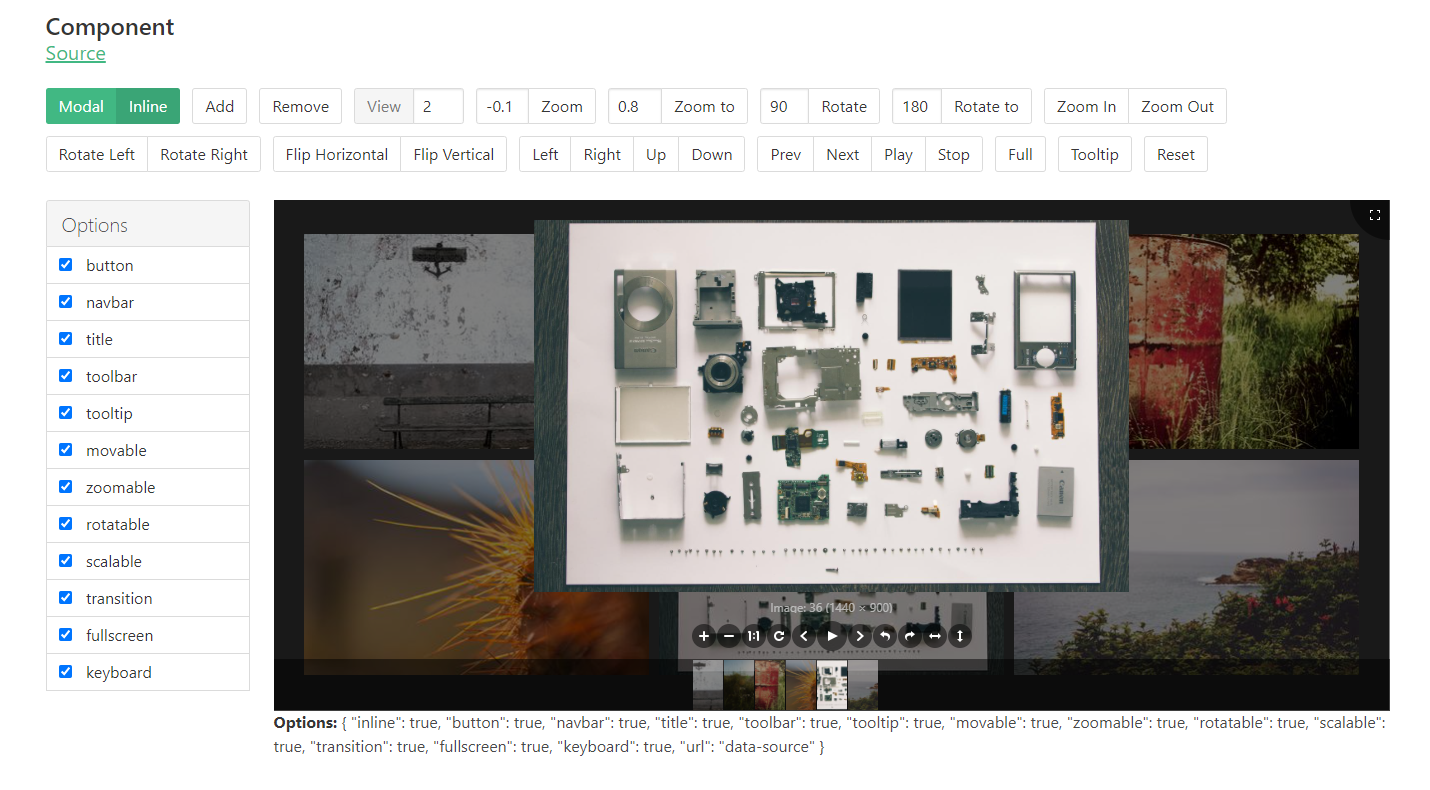 Component
Source
Modal Inline Add Remove View 2 -0.1 Zoom 0.8 Zoom to 90 Rotate 180 Rotate to Zoom In Zoom Out
Rotate Left Rotate Right Flip Horizontal Flip Vertical Left Right Up Down Prev Next Play Stop Full Tooltip Reset
Options
button
navbar
title
toolbar
tooltip
movable
zoomable
rotatable
scalable
transition
fullscreen
keyboard
Canon
Image: 36 (1440 × 900)
1:1
Options: { "inline": true, "button": true, "navbar": true, "title": true, "toolbar": true, "tooltip": true, "movable": true, "zoomable": true, "rotatable": true, "scalable":
true, "transition": true, "fullscreen": true, "keyboard": true, "url": "data-source" }